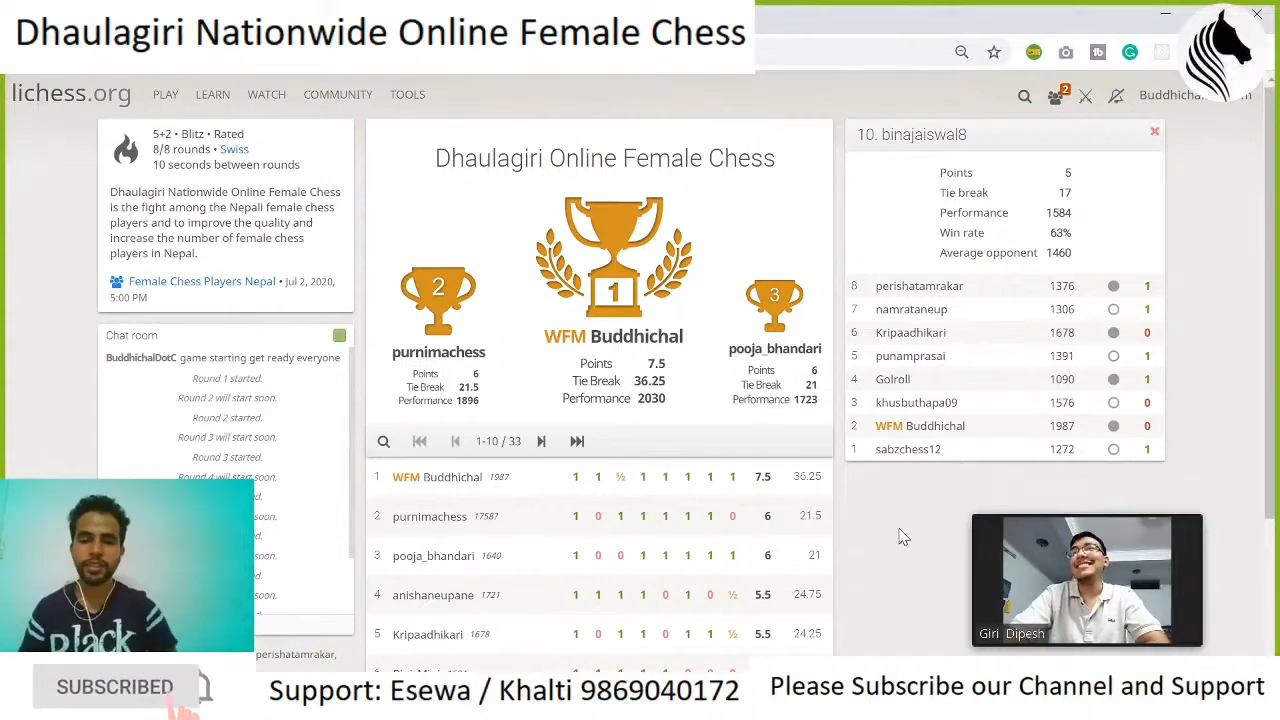 Dhaulagiri Nationwide Online Female Chess
lichess.org PLAY LEARN WATCH COMMUNITY TOOLS
2
5+2 • Blitz • Rated
8/8 rounds • Swiss
10 seconds between rounds
Dhaulagiri Nationwide Online Female Chess
is the fight among the Nepali female chess
players and to improve the quality and
increase the number of female chess
players in Nepal.
Female Chess Players Nepal • Jul 2, 2020,
5:00 PM
Chat room
BuddhichalDotC game starting get ready everyone
Round 1 started.
Round 2 will start soon.
Round 2 started.
Round 3 will start soon.
Round 3 started.
Round 4 will start soon.
perishatamrakar,
Dhaulagiri Online Female Chess
2
purnimachess
Points 6
Tie Break 21.5
Performance 1896
1
WFM Buddhichal
Points 7.5
Tie Break 36.25
Performance 2030
3
pooja_bhandari
Points 6
Tie Break 21
Performance 1723
1-10 / 33
1 WFM Buddhichal 1987 1 1 ½ 1 1 1 1 1 7.5 36.25
2 purnimachess 1758? 1 0 1 1 1 1 1 0 6 21.5
3 pooja_bhandari 1640 1 0 0 1 1 1 1 1 6 21
4 anishaneupane 1721 1 1 1 1 0 1 0 ½ 5.5 24.75
5 Kripaadhikari 1678 1 0 1 1 0 1 1 ½ 5.5 24.25
10. binajaiswal8
Points 5
Tie break 17
Performance 1584
Win rate 63%
Average opponent 1460
8 perishatamrakar 1376 1
7 namrataneup 1306 1
6 Kripaadhikari 1678 0
5 punamprasai 1391 1
4 Golroll 1090 1
3 khusbuthapa09 1576 0
2 WFM Buddhichal 1987 0
1 sabzchess12 1272 1
Black
Giri Dipesh
SUBSCRIBED
Support: Esewa / Khalti 9869040172
Please Subscribe our Channel and Support